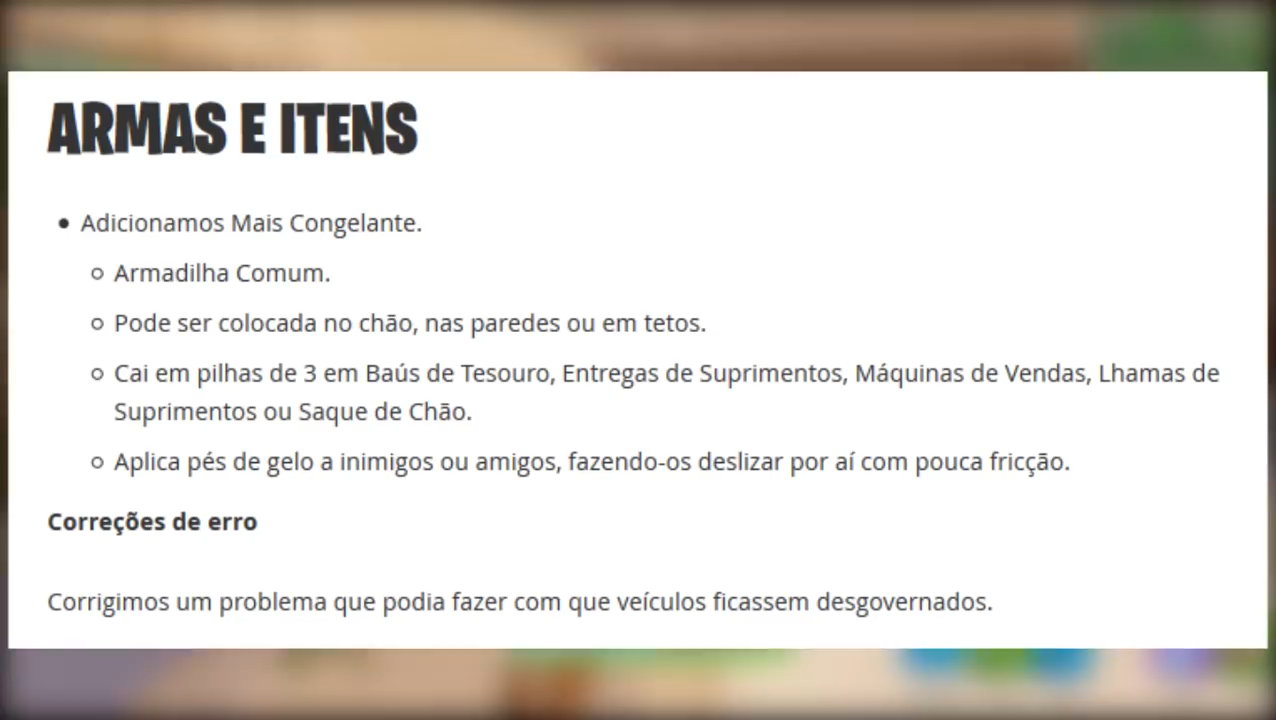 ARMAS E ITENS
• Adicionamos Mais Congelante.
○ Armadilha Comum.
○ Pode ser colocada no chão, nas paredes ou em tetos.
○ Cai em pilhas de 3 em Baús de Tesouro, Entregas de Suprimentos, Máquinas de Vendas, Lhamas de
Suprimentos ou Saque de Chão.
○ Aplica pés de gelo a inimigos ou amigos, fazendo-os deslizar por aí com pouca fricção.
Correções de erro
Corrigimos um problema que podia fazer com que veículos ficassem desgovernados.